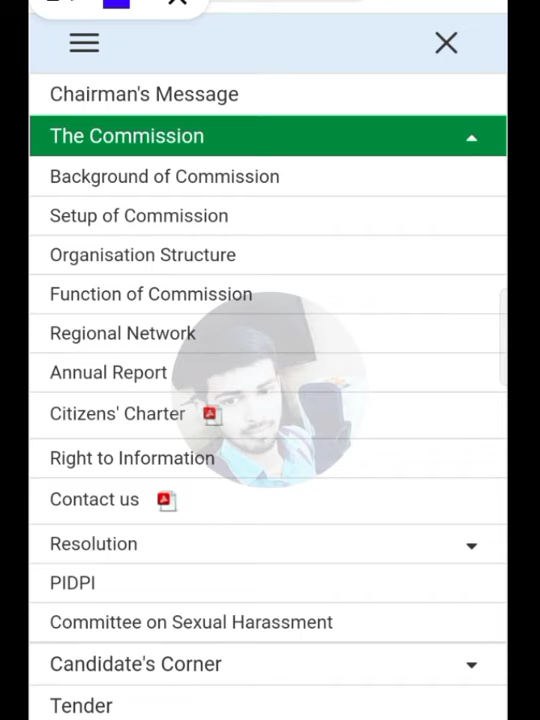 Chairman's Message
The Commission
Background of Commission
Setup of Commission
Organisation Structure
Function of Commission
Regional Network
Annual Report
Citizens' Charter
Right to Information
Contact us
Resolution
PIDPI
Committee on Sexual Harassment
Candidate's Corner
Tender